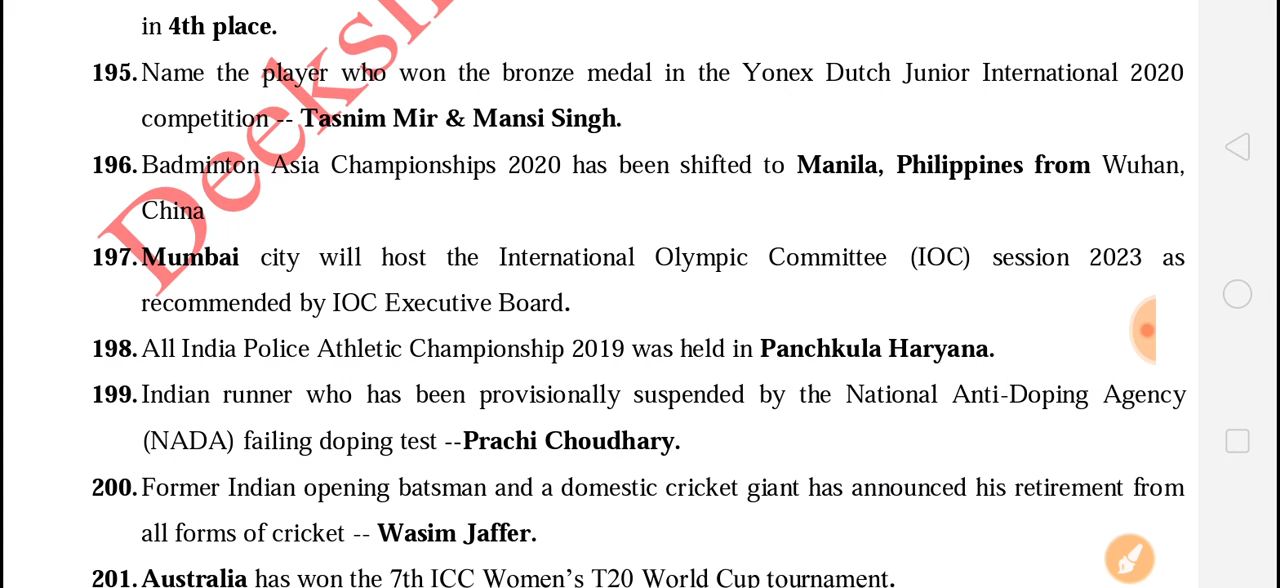 in 4th place.
195. Name the player who won the bronze medal in the Yonex Dutch Junior International 2020
competition -- Tasnim Mir & Mansi Singh.
196. Badminton Asia Championships 2020 has been shifted to Manila, Philippines from Wuhan,
China
197. Mumbai city will host the International Olympic Committee (IOC) session 2023 as
recommended by IOC Executive Board.
198. All India Police Athletic Championship 2019 was held in Panchkula Haryana.
199. Indian runner who has been provisionally suspended by the National Anti-Doping Agency
(NADA) failing doping test --Prachi Choudhary.
200. Former Indian opening batsman and a domestic cricket giant has announced his retirement from
all forms of cricket -- Wasim Jaffer.
201. Australia has won the 7th ICC Women's T20 World Cup tournament.